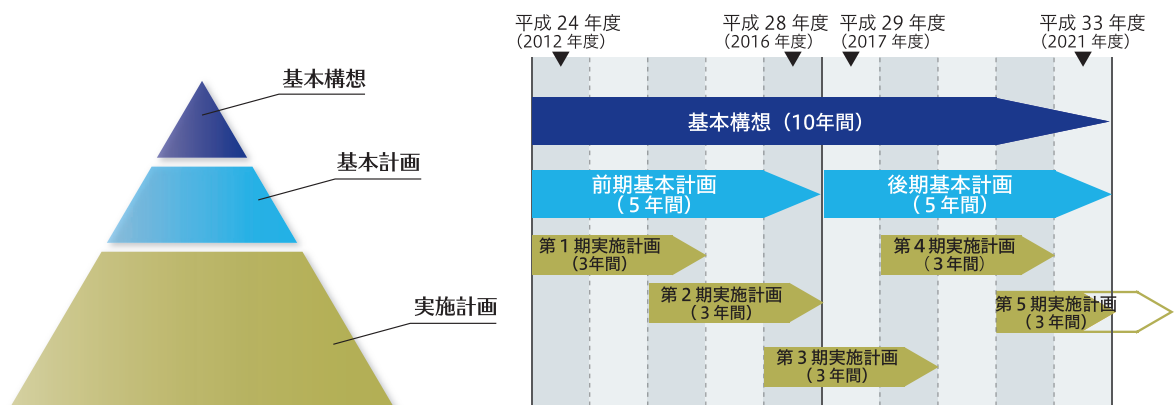 基本構想
基本計画
実施計画
平成 24 年度
(2012 年度)
平成 28 年度
(2016 年度)
平成 29 年度
(2017 年度)
平成 33 年度
(2021 年度)
基本構想（10年間）
前期基本計画
（５年間）
後期基本計画
（５年間）
第１期実施計画
(3年間)
第４期実施計画
（３年間）
第２期実施計画
（３年間）
第５期実施計画
（３年間）
第３期実施計画
（３年間）